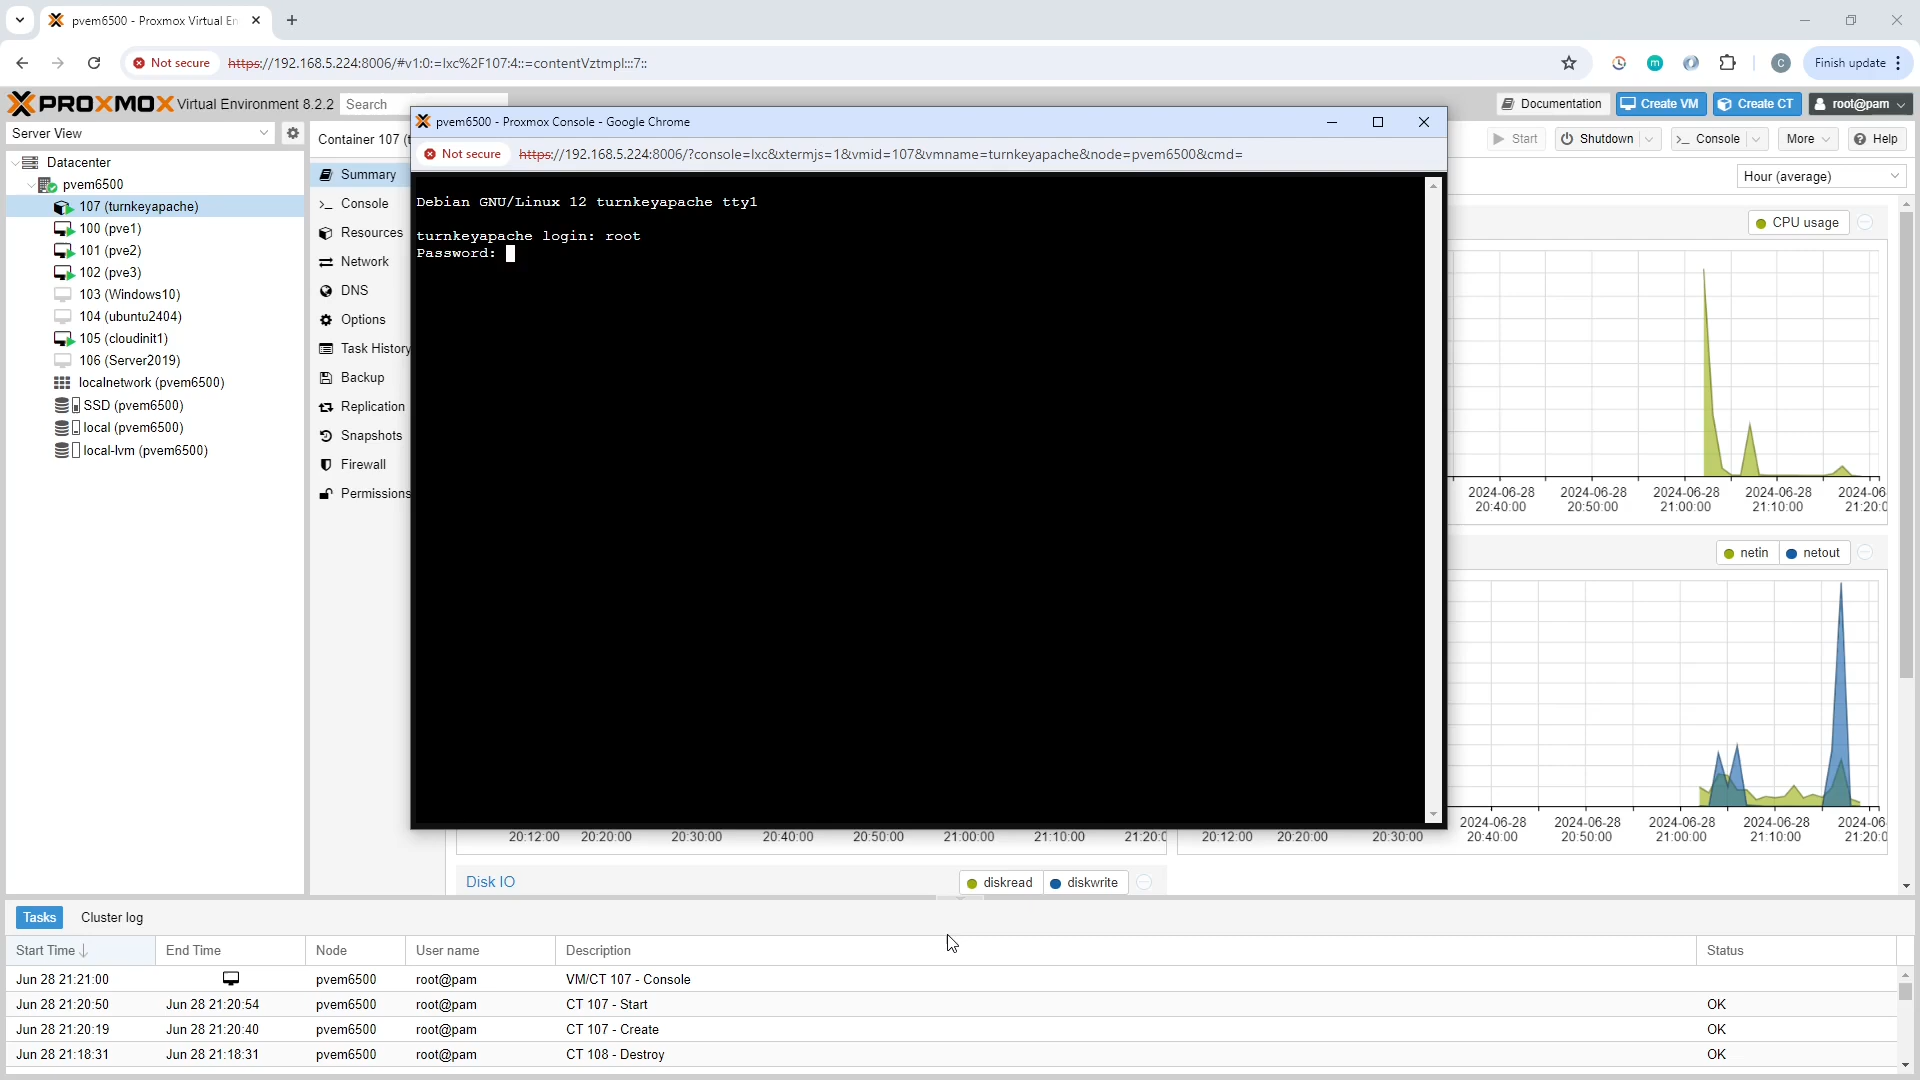 pvem6500 - Proxmox Virtual En
Not secure
https://192.168.5.224:8006/#v1:0:=lxc%2F107:4::=contentVztmpl:::7::
C
Finish update
PROXMOX Virtual Environment 8.2.2
Search
Documentation
Create VM
Create CT
root@pam
Server View
Container 107 (
Start
Shutdown
Console
More
Help
Hour (average)
Datacenter
pvem6500
107 (turnkeyapache)
100 (pve1)
101 (pve2)
102 (pve3)
103 (Windows10)
104 (ubuntu2404)
105 (cloudinit1)
106 (Server2019)
localnetwork (pvem6500)
SSD (pvem6500)
local (pvem6500)
local-lvm (pvem6500)
Summary
Console
Resources
Network
DNS
Options
Task History
Backup
Replication
Snapshots
Firewall
Permissions
pvem6500 - Proxmox Console - Google Chrome
Not secure
https://192.168.5.224:8006/?console=lxc&xtermjs=1&vmid=107&vmname=turnkeyapache&node=pvem6500&cmd=
Debian GNU/Linux 12 turnkeyapache tty1
turnkeyapache login: root
Password:
CPU usage
2024-06-28 2024-06-28 2024-06-28 2024-06-28 2024-06
20:40:00 20:50:00 21:00:00 21:10:00 21:20:0
netin netout
2024-06-28 2024-06-28 2024-06-28 2024-06-28 2024-06
20:40:00 20:50:00 21:00:00 21:10:00 21:20:0
20:12:00 20:20:00 20:30:00 20:40:00 20:50:00 21:00:00 21:10:00 21:20:0
20:12:00 20:20:00 20:30:00
Disk IO
diskread diskwrite
Tasks Cluster log
Start Time End Time Node User name Description Status
Jun 28 21:21:00 pvem6500 root@pam VM/CT 107 - Console
Jun 28 21:20:50 Jun 28 21:20:54 pvem6500 root@pam CT 107 - Start OK
Jun 28 21:20:19 Jun 28 21:20:40 pvem6500 root@pam CT 107 - Create OK
Jun 28 21:18:31 Jun 28 21:18:31 pvem6500 root@pam CT 108 - Destroy OK